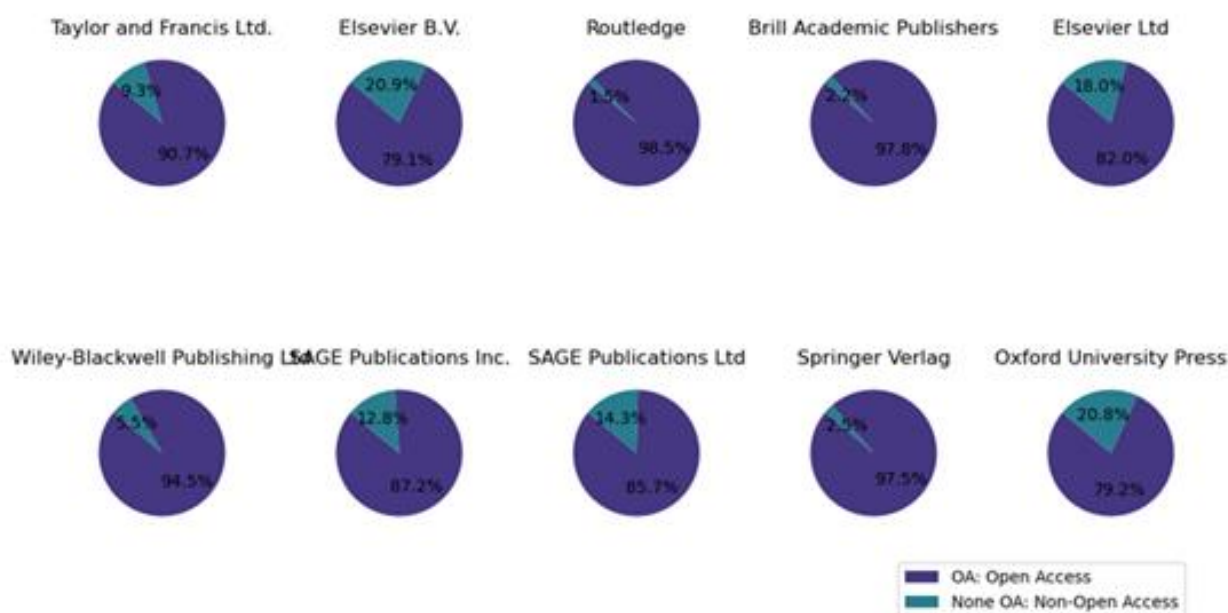 Taylor and Francis Ltd.
Elsevier B.V.
Routledge
Brill Academic Publishers
Elsevier Ltd
9.3%
90.7%
20.9%
79.1%
1.5%
98.5%
2.2%
97.8%
18.0%
82.0%
Wiley-Blackwell Publishing Ltd
SAGE Publications Inc.
SAGE Publications Ltd
Springer Verlag
Oxford University Press
5.5%
94.5%
12.8%
87.2%
14.3%
85.7%
2.5%
97.5%
20.8%
79.2%
OA: Open Access
None OA: Non-Open Access